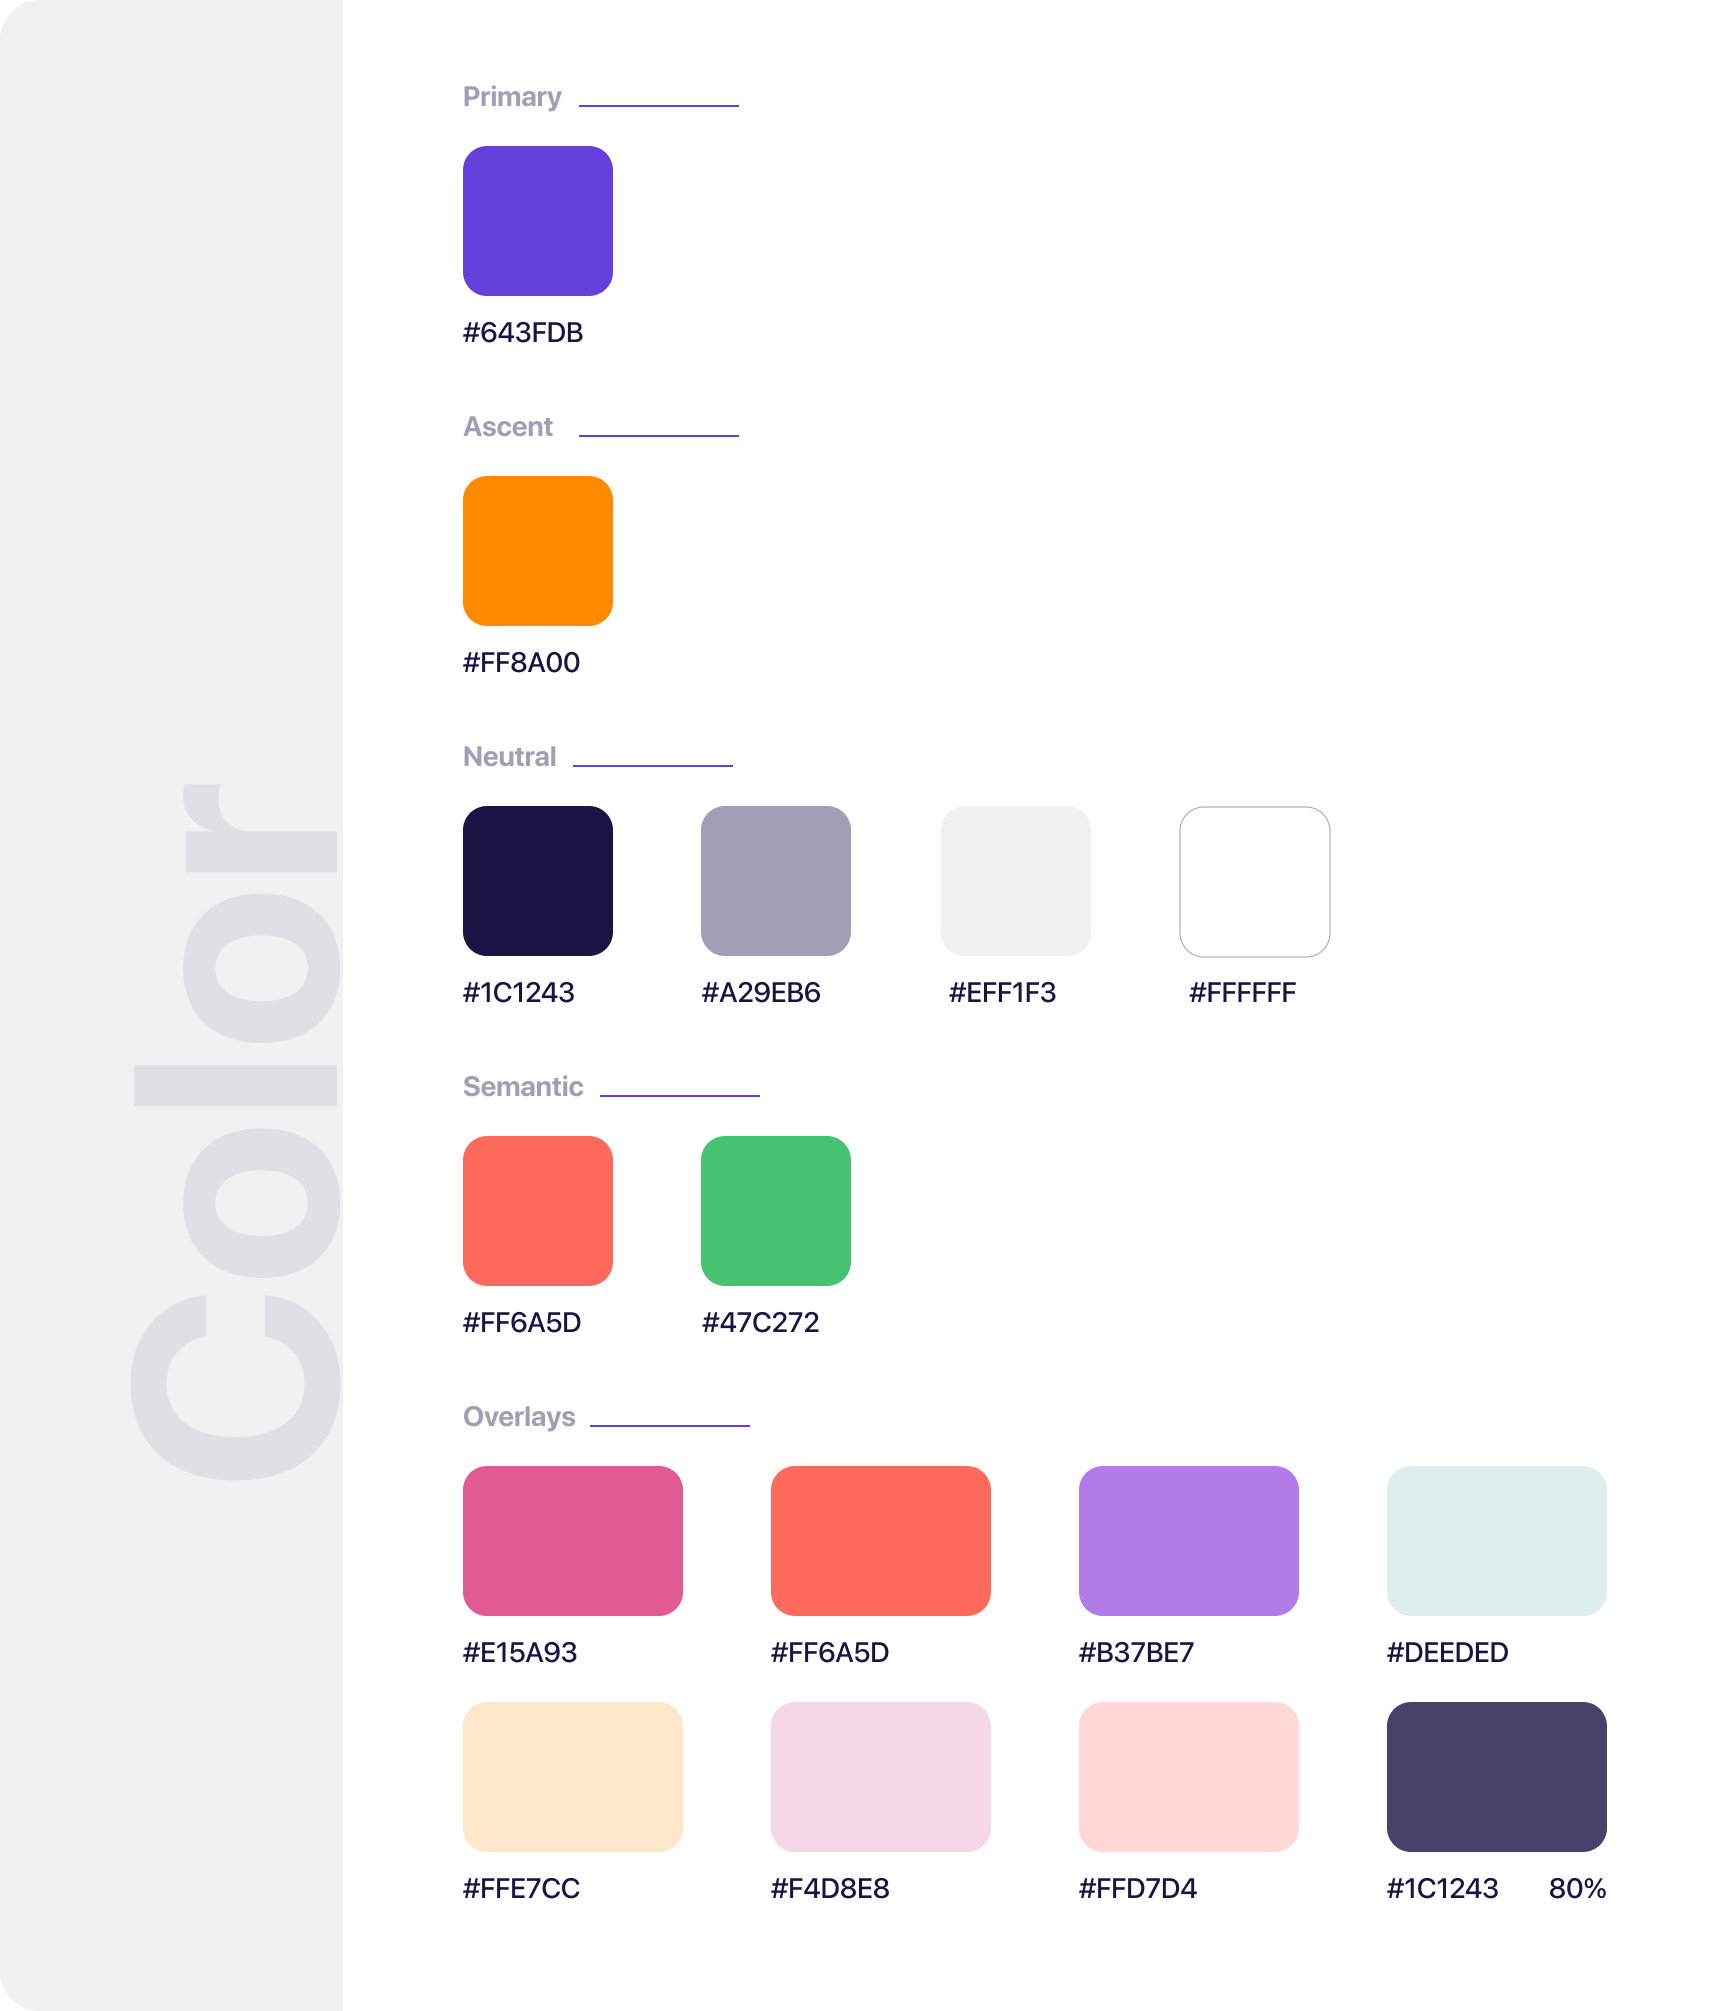 Color
Primary
#643FDB
Ascent
#FF8A00
Neutral
#1C1243 #A29EB6 #EFF1F3 #FFFFFF
Semantic
#FF6A5D #47C272
Overlays
#E15A93 #FF6A5D #B37BE7 #DEEDED
#FFE7CC #F4D8E8 #FFD7D4 #1C1243 80%